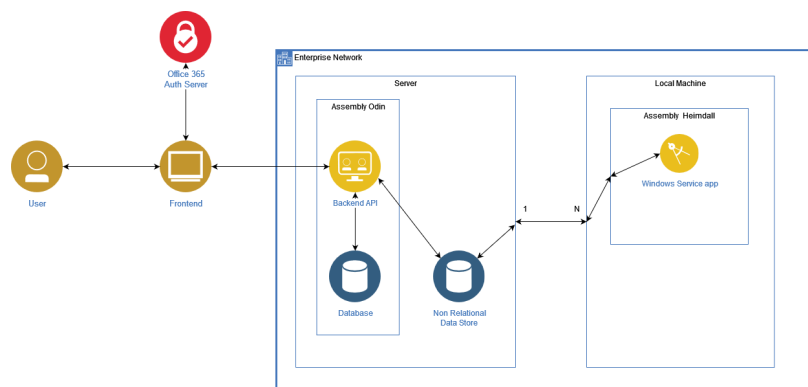 Office 365
Auth Server
Enterprise Network
Server
Local Machine
Assembly Odin
Assembly Heimdall
User
Frontend
Backend API
Windows Service app
1
N
Database
Non Relational
Data Store